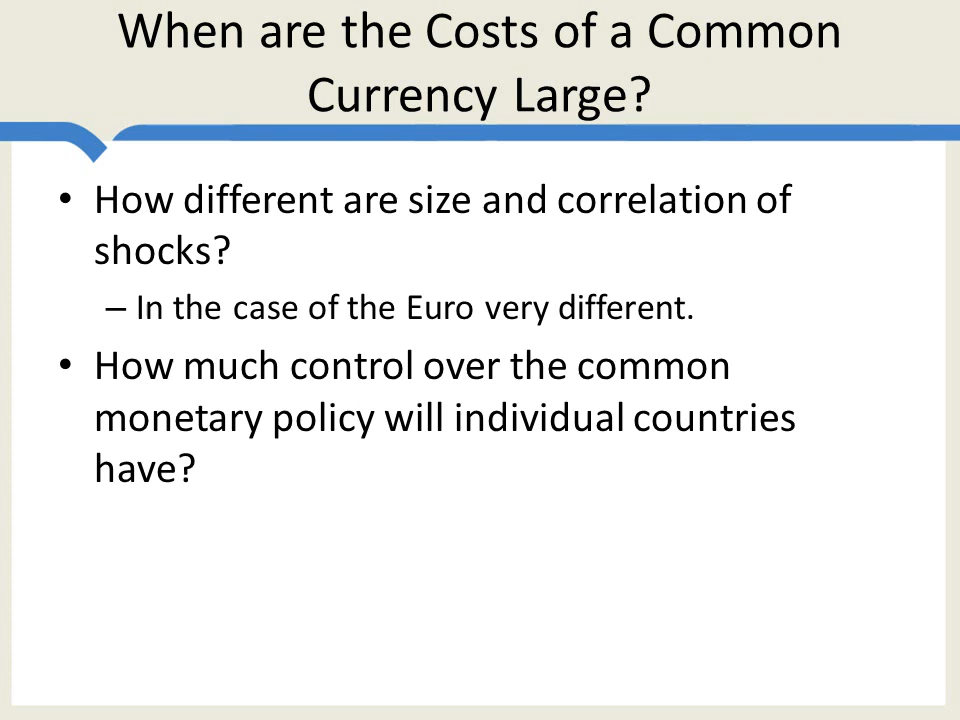 When are the Costs of a Common
Currency Large?
• How different are size and correlation of
shocks?
– In the case of the Euro very different.
• How much control over the common
monetary policy will individual countries
have?